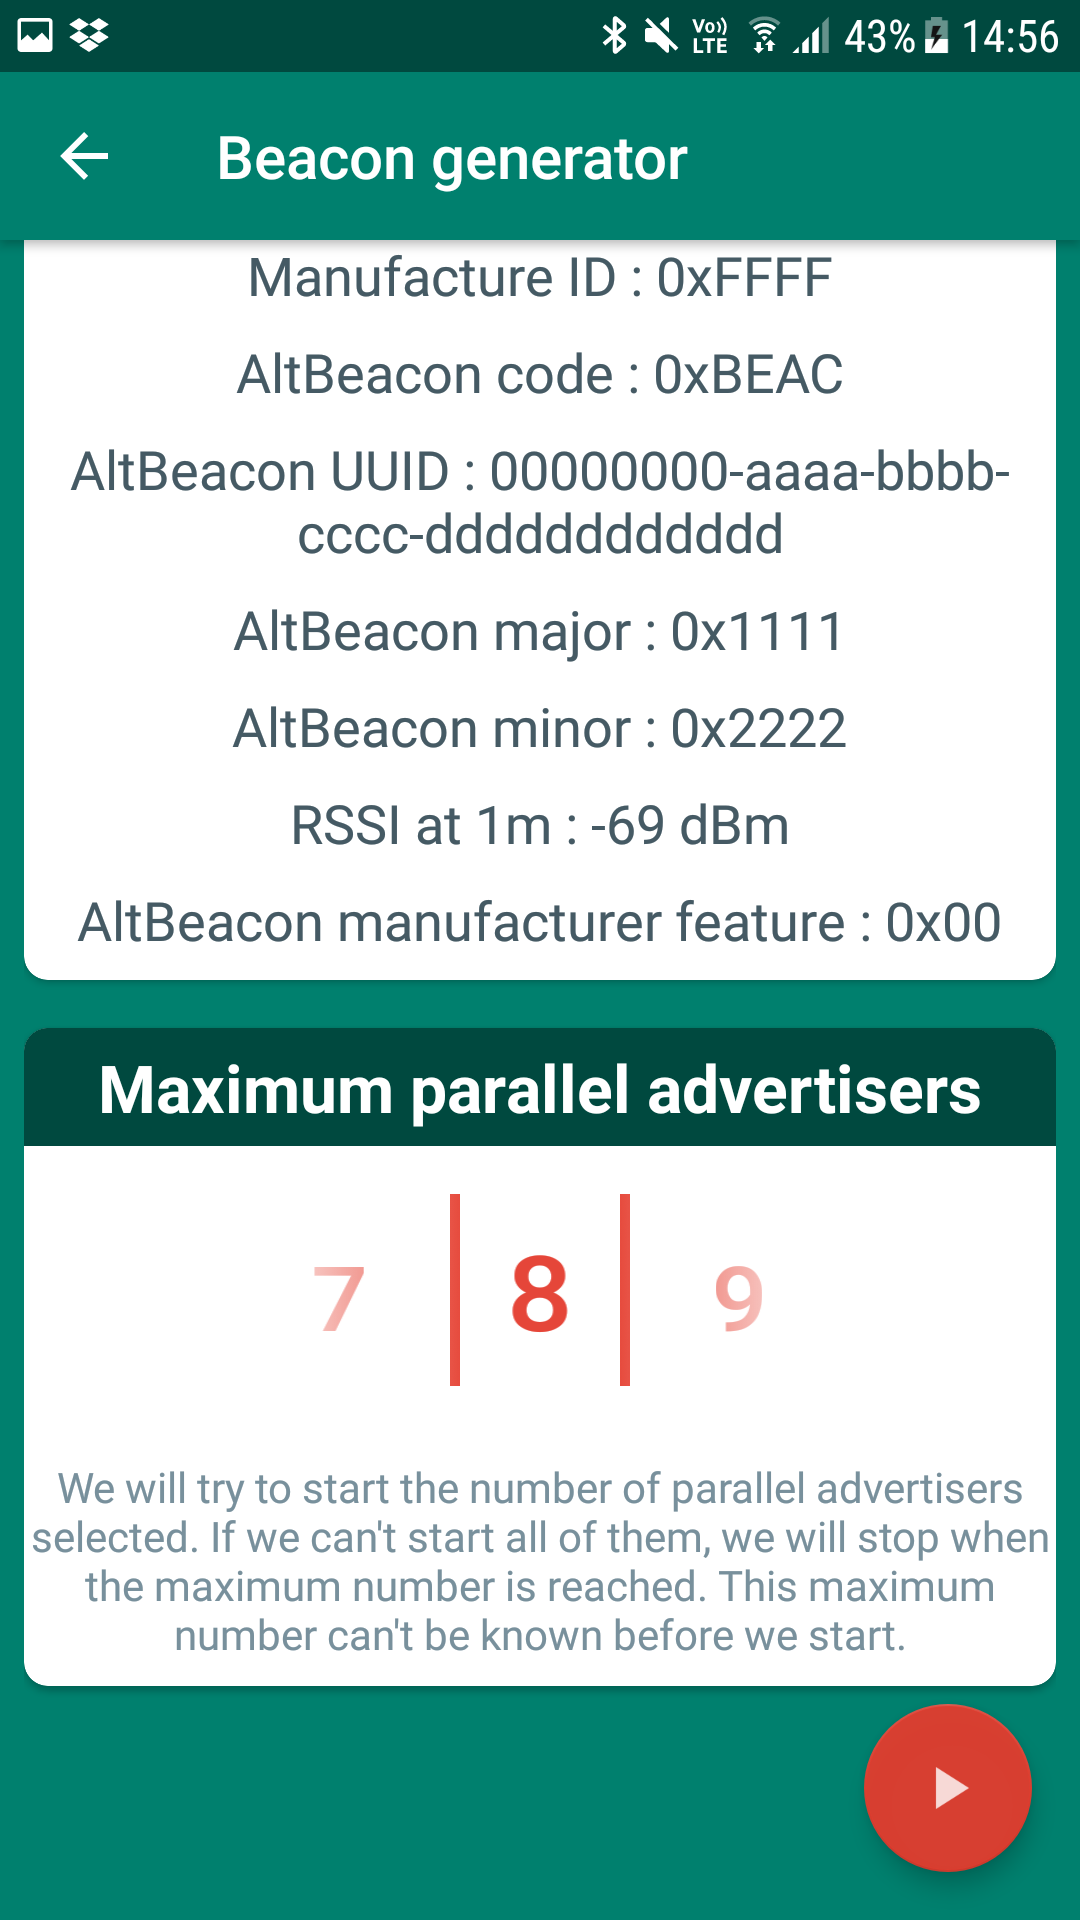 Vo)) LTE 43% 14:56
Beacon generator
Manufacture ID : 0xFFFF
AltBeacon code : 0xBEAC
AltBeacon UUID : 00000000-aaaa-bbbb-
cccc-dddddddddddd
AltBeacon major : 0x1111
AltBeacon minor : 0x2222
RSSI at 1m : -69 dBm
AltBeacon manufacturer feature : 0x00
Maximum parallel advertisers
7 8 9
We will try to start the number of parallel advertisers
selected. If we can't start all of them, we will stop when
the maximum number is reached. This maximum
number can't be known before we start.